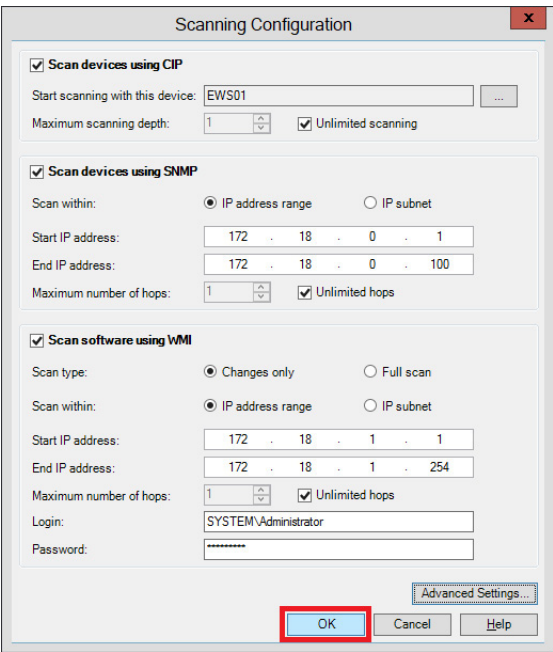 Scanning Configuration x
Scan devices using CIP
Start scanning with this device: EWS01 ...
Maximum scanning depth: 1 Unlimited scanning
Scan devices using SNMP
Scan within: IP address range IP subnet
Start IP address: 172 . 18 . 0 . 1
End IP address: 172 . 18 . 0 . 100
Maximum number of hops: 1 Unlimited hops
Scan software using WMI
Scan type: Changes only Full scan
Scan within: IP address range IP subnet
Start IP address: 172 . 18 . 1 . 1
End IP address: 172 . 18 . 1 . 254
Maximum number of hops: 1 Unlimited hops
Login: SYSTEM\Administrator
Password: •••••••••
Advanced Settings...
OK Cancel Help